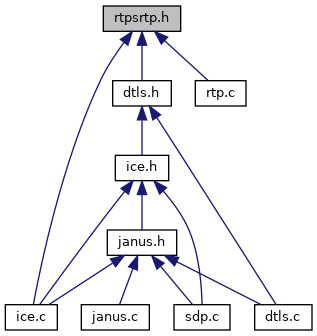 rtpsrtp.h
dtls.h
rtp.c
ice.h
janus.h
ice.c
janus.c
sdp.c
dtls.c